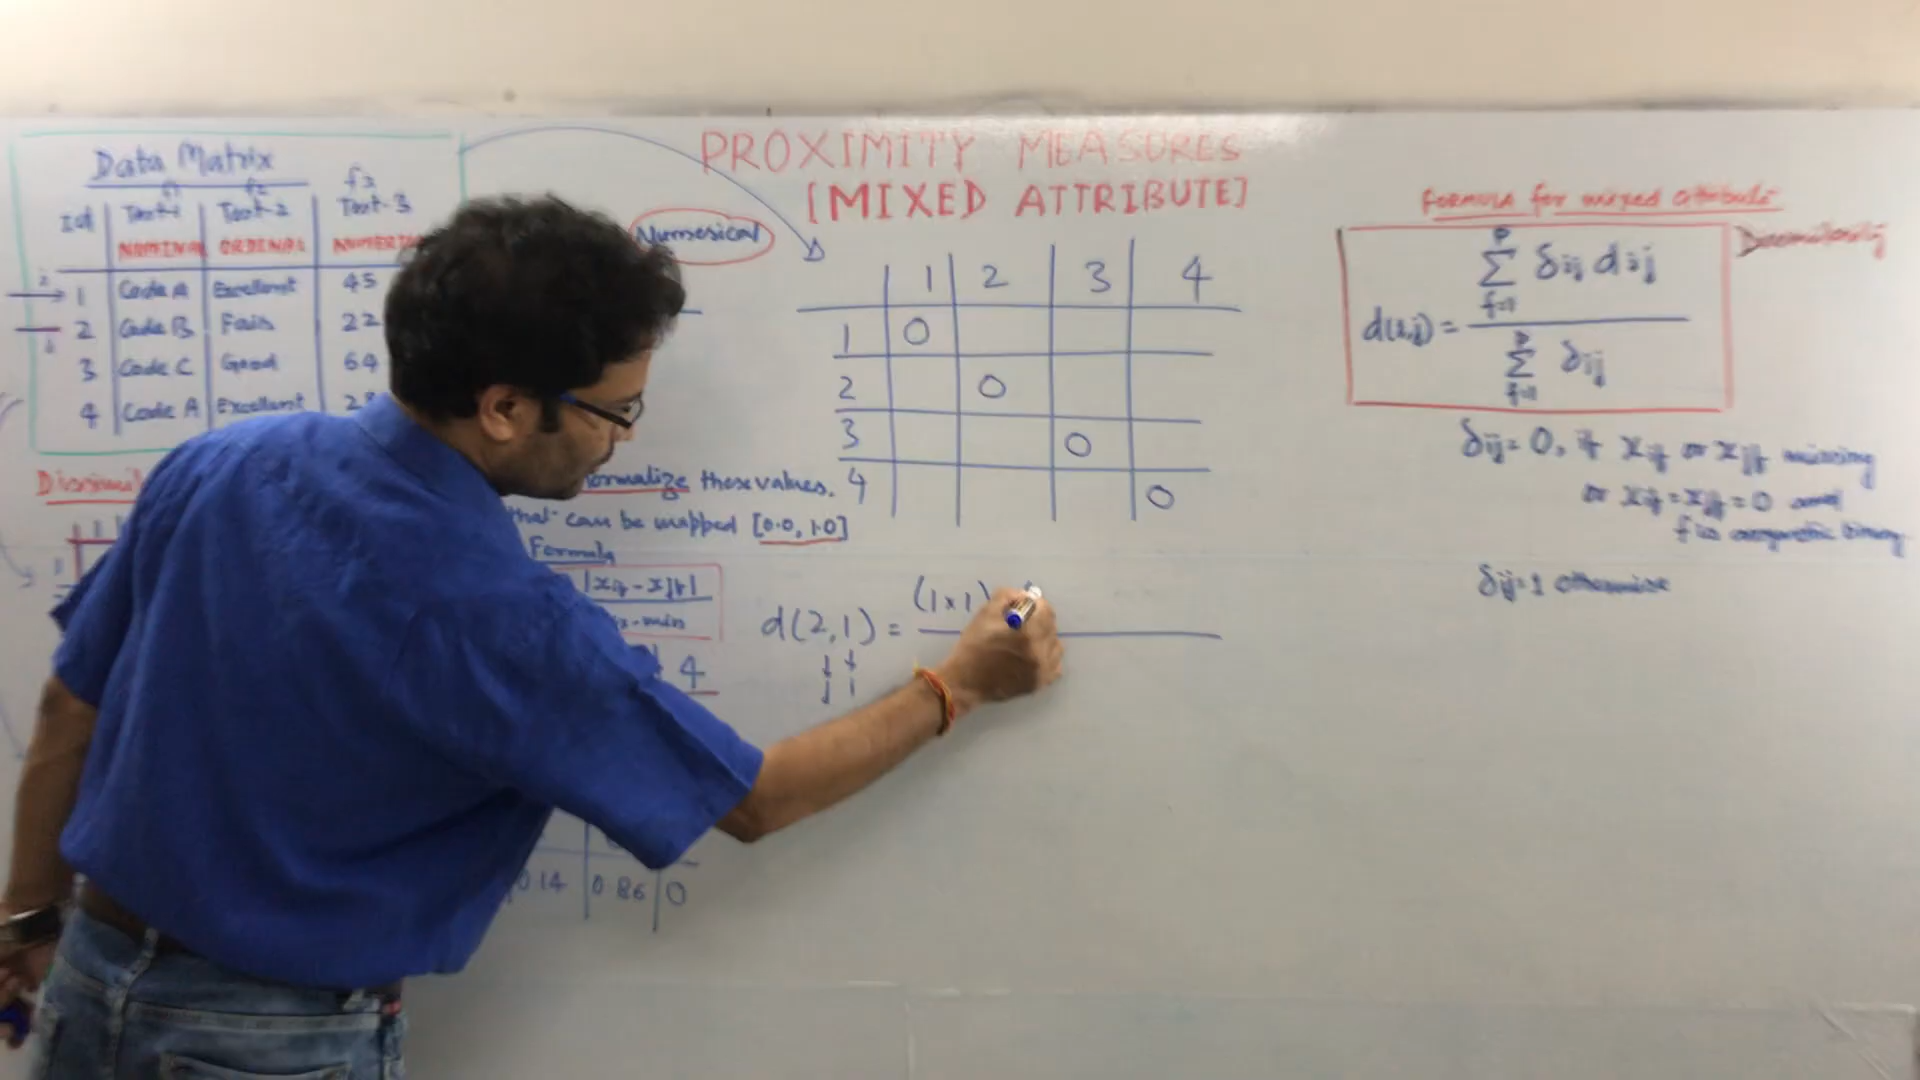 PROXIMITY MEASURES
[MIXED ATTRIBUTE]
Data Matrix
f1 f2 f3
Id Test-1 Test-2 Test-3
NOMINAL ORDINAL
1 Code A Excellent 45
2 Code B Fair 22
3 Code C Good 64
4 Code A Excellent 28
Numerical
normalize these values.
that can be mapped [0.0, 1.0]
Formula
|xif - xjf|
- min
4
0.14 0.86 0
1 2 3 4
1 0
2 0
3 0
4 0
d(2,1) = (1x1)
j i
FORMULA for mixed attribute
Dissimilarity
d(i,j) = Σ δij dij
f=1
Σ δij
f=1
δij = 0, if xif or xjf missing
or xif = xjf = 0 and
f is asymmetric binary
δij = 1 otherwise